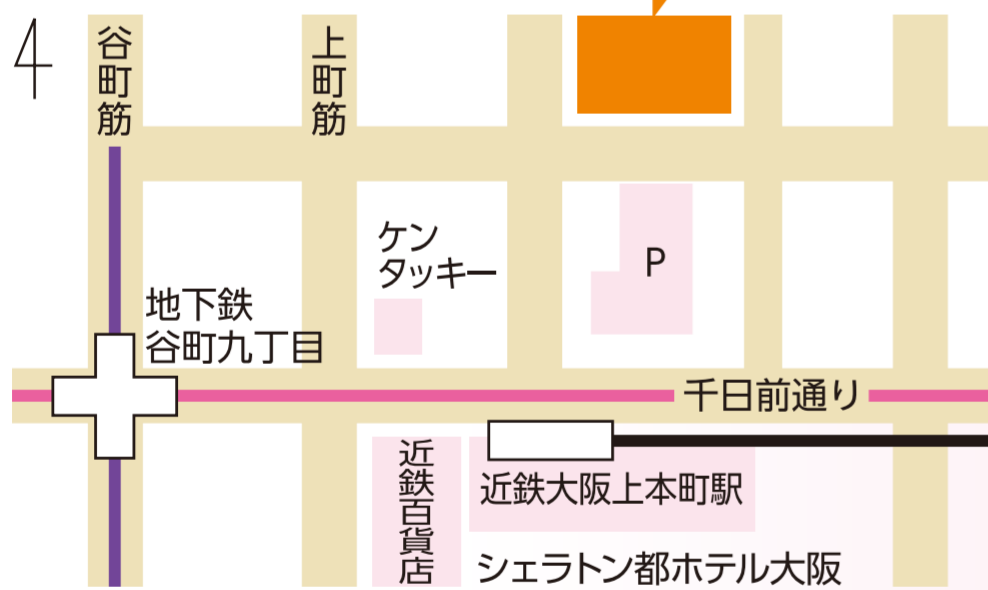 谷町筋
上町筋
ケン
タッキー
P
地下鉄
谷町九丁目
千日前通り
近鉄百貨店
近鉄大阪上本町駅
シェラトン都ホテル大阪